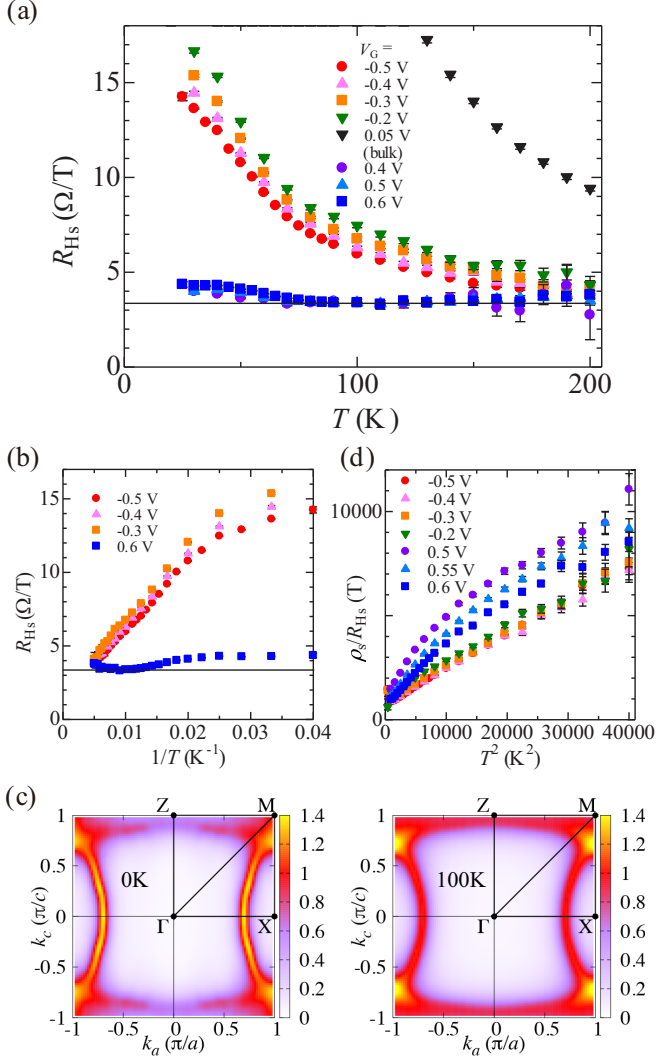 (a)
V_G =
-0.5 V
-0.4 V
-0.3 V
-0.2 V
0.05 V
(bulk)
0.4 V
0.5 V
0.6 V
R_Hs (Ω/T)
15
10
5
0
0
100
200
T (K)
(b)
-0.5 V
-0.4 V
-0.3 V
0.6 V
R_Hs (Ω/T)
15
10
5
0
0
0.01
0.02
0.03
0.04
1/T (K⁻¹)
(d)
-0.5 V
-0.4 V
-0.3 V
-0.2 V
0.5 V
0.55 V
0.6 V
ρ_s/R_Hs (T)
10000
0
0
10000
20000
30000
40000
T² (K²)
(c)
Z
M
0K
Γ
X
k_c (π/c)
1
0.5
0
-0.5
-1
-1
-0.5
0
0.5
1
k_a (π/a)
1.4
1.2
1
0.8
0.6
0.4
0.2
0
Z
M
100K
Γ
X
k_c (π/c)
1
0.5
0
-0.5
-1
-1
-0.5
0
0.5
1
k_a (π/a)
1.4
1.2
1
0.8
0.6
0.4
0.2
0